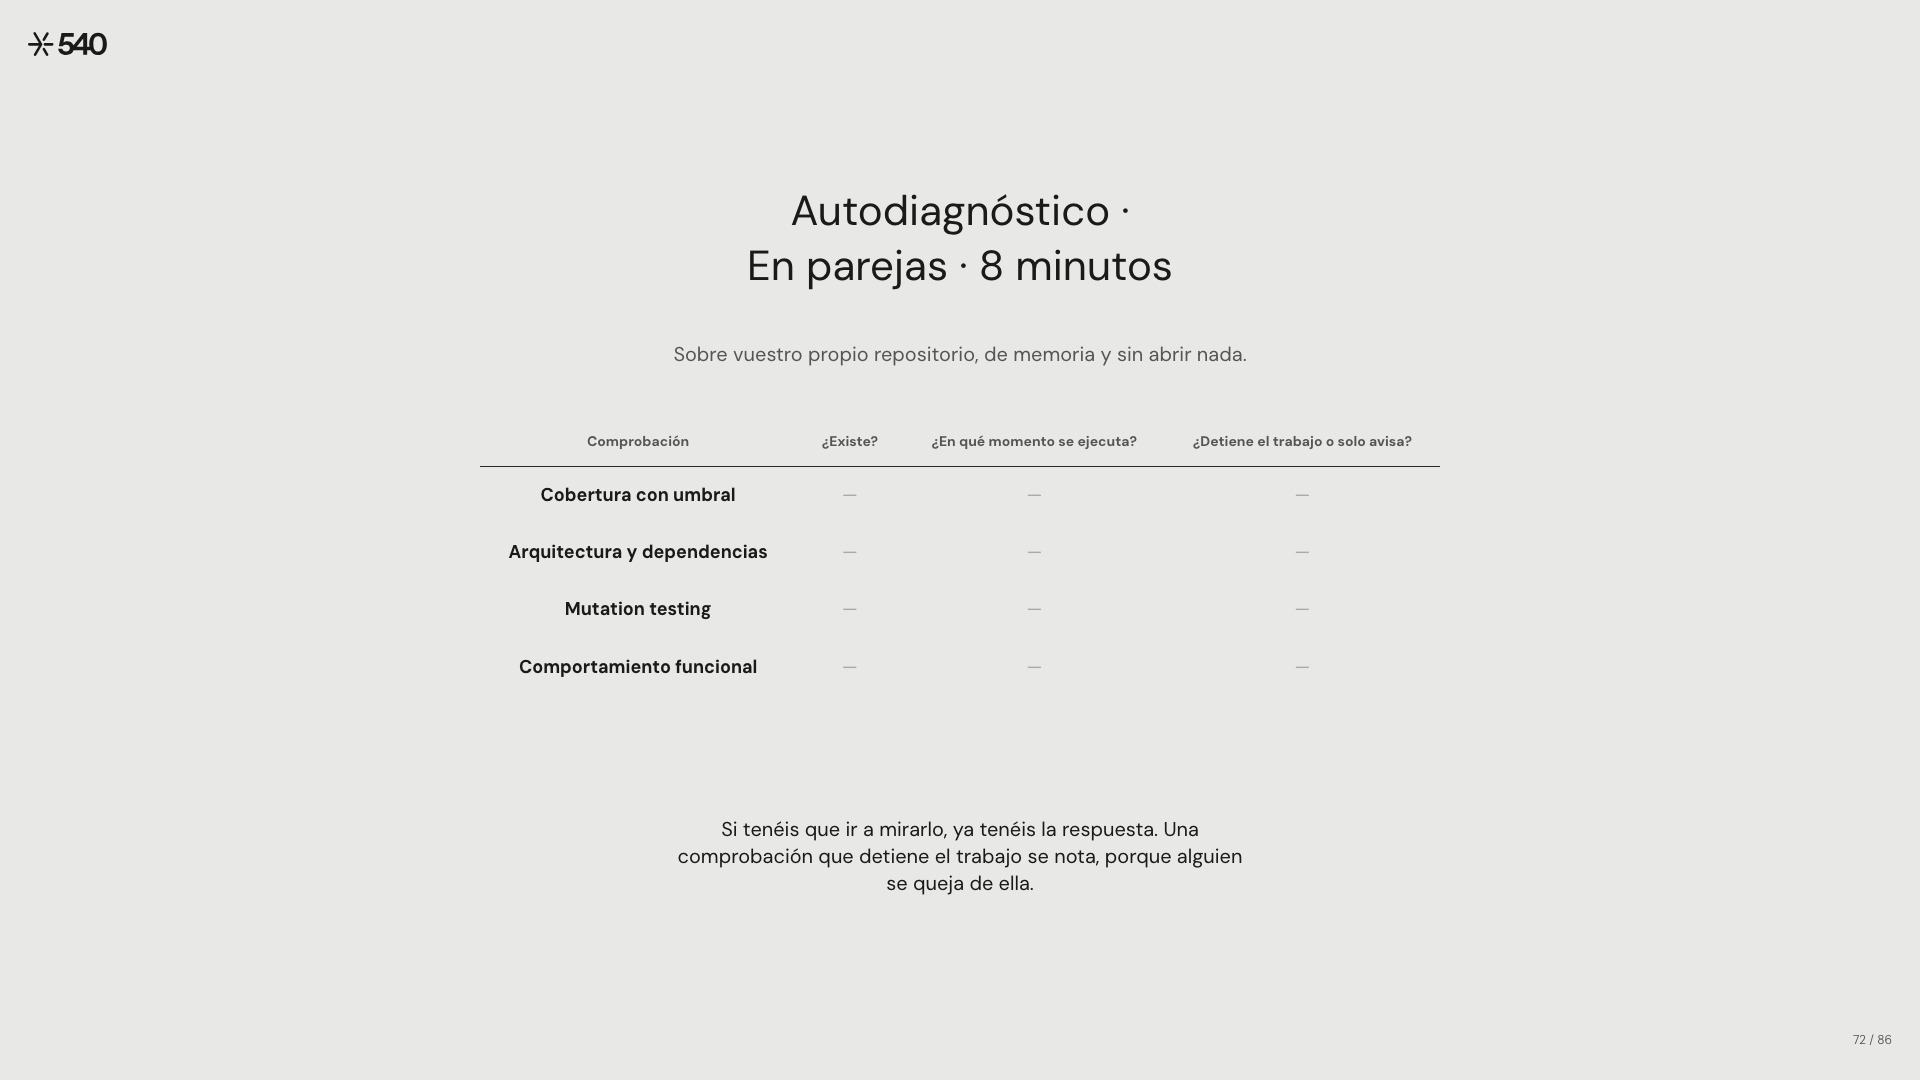 540
Autodiagnóstico ·
En parejas · 8 minutos
Sobre vuestro propio repositorio, de memoria y sin abrir nada.
Comprobación ¿Existe? ¿En qué momento se ejecuta? ¿Detiene el trabajo o solo avisa?
Cobertura con umbral — — —
Arquitectura y dependencias — — —
Mutation testing — — —
Comportamiento funcional — — —
Si tenéis que ir a mirarlo, ya tenéis la respuesta. Una
comprobación que detiene el trabajo se nota, porque alguien
se queja de ella.
72 / 86